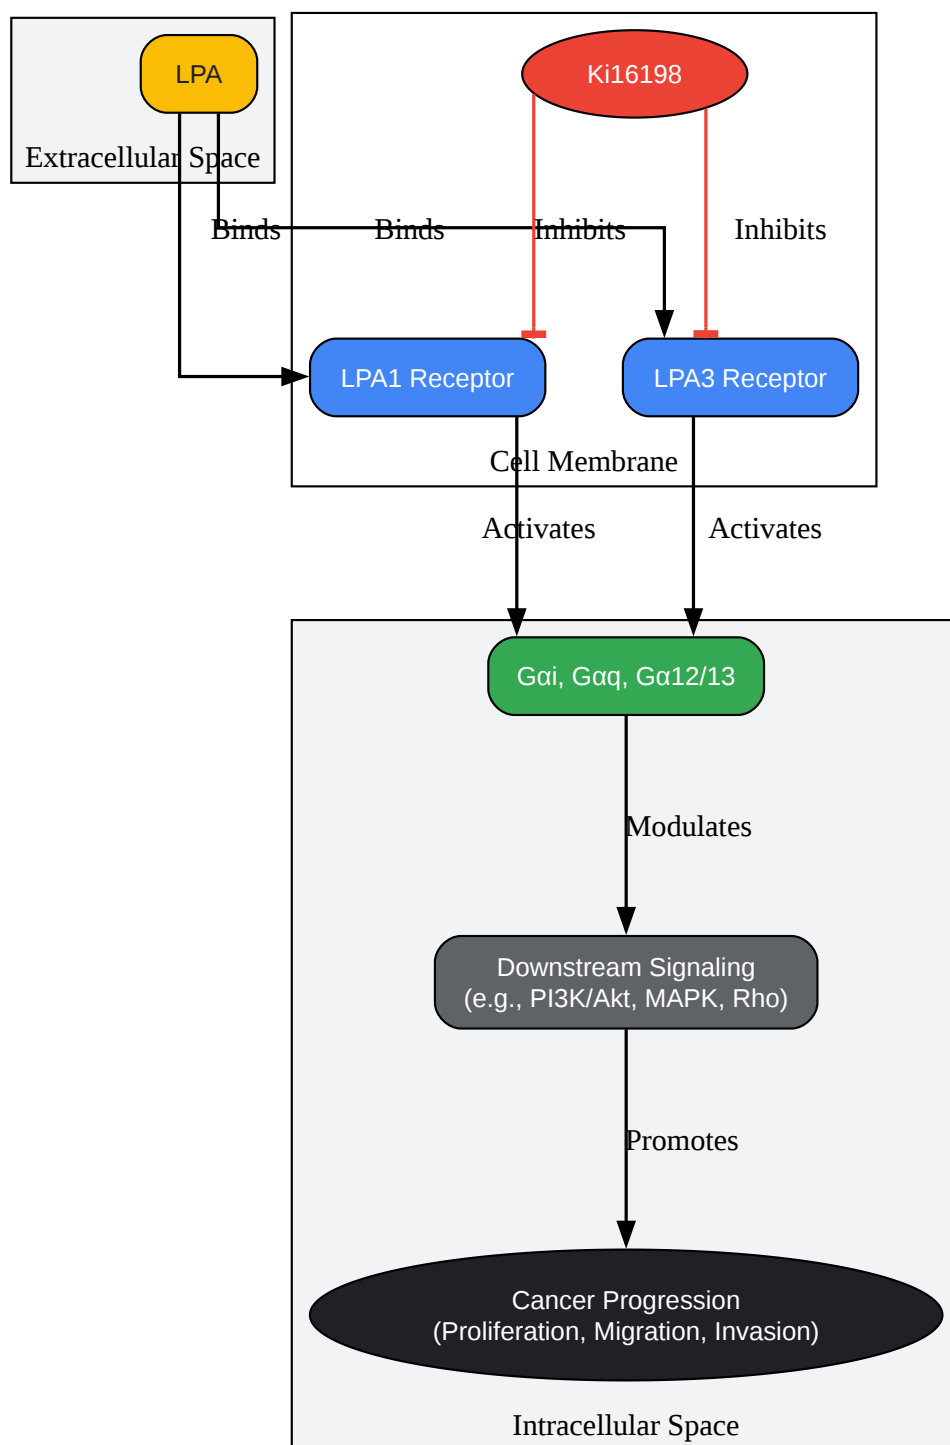 LPA
Ki16198
Extracellular Space
Binds
Binds
Inhibits
Inhibits
LPA1 Receptor
LPA3 Receptor
Cell Membrane
Activates
Activates
Gαi, Gαq, Gα12/13
Modulates
Downstream Signaling
(e.g., PI3K/Akt, MAPK, Rho)
Promotes
Cancer Progression
(Proliferation, Migration, Invasion)
Intracellular Space